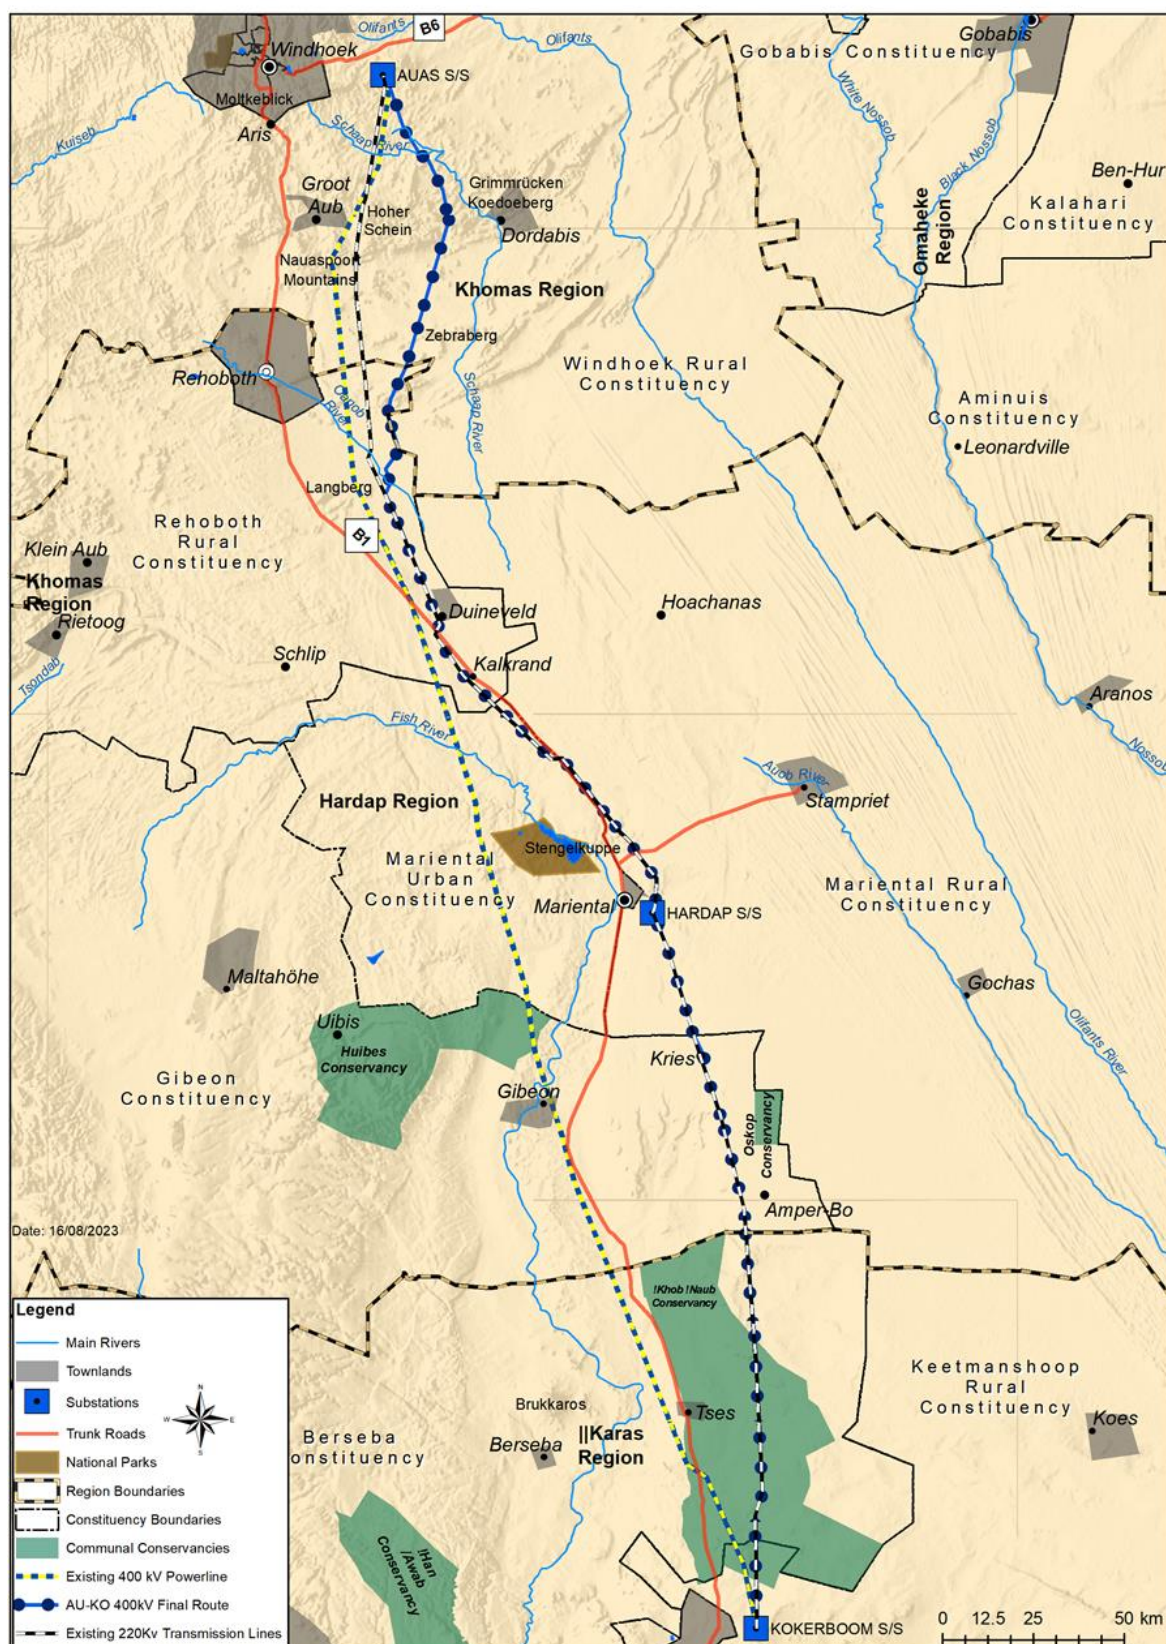 Olifants
B6
Olifants
Gobabis
Gobabis Constituency
Windhoek
AUAS S/S
Moltkeblick
Aris
Kuiseb
Schaap River
White Nossob
Black Nossob
Ben-Hur
Kalahari
Constituency
Omaheke
Region
Groot
Aub
Hoher
Schein
Grimmrücken
Koedoeberg
Dordabis
Nauaspoort
Mountains
Khomas Region
Zebraberg
Windhoek Rural
Constituency
Rehoboth
Oanob
River
Schaap River
Aminuis
Constituency
Leonardville
Langberg
B1
Rehoboth
Rural
Constituency
Klein Aub
Khomas
Region
Rietoog
Tsondab
Schlip
Duineveld
Hoachanas
Kalkrand
Aranos
Nossob
Fish River
Auob River
Stampriet
Hardap Region
Stengelkuppe
Mariental
Urban
Constituency
Mariental
HARDAP S/S
Mariental Rural
Constituency
Maltahöhe
Gochas
Olifants River
Uibis
Huibes
Conservancy
Kries
Gibeon
Constituency
Gibeon
Oskop
Conservancy
Amper-Bo
Date: 16/08/2023
!Khob !Naub
Conservancy
Keetmanshoop
Rural
Constituency
Koes
Tses
Brukkaros
Berseba
||Karas
Region
Berseba
onstituency
!Han
/Awab
Conservancy
KOKERBOOM S/S
Legend
Main Rivers
Townlands
Substations
Trunk Roads
National Parks
Region Boundaries
Constituency Boundaries
Communal Conservancies
Existing 400 kV Powerline
AU-KO 400kV Final Route
Existing 220Kv Transmission Lines
N
W
E
S
0 12.5 25 50 km